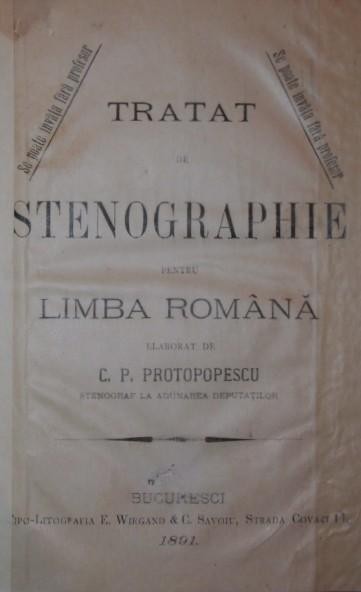 Se poate învăța fără profesor
Se poate învăța fără profesor
TRATAT
DE
STENOGRAPHIE
PENTRU
LIMBA ROMÂNĂ
ELABORAT DE
C. P. PROTOPOPESCU
STENOGRAF LA ADUNAREA DEPUTAȚILOR
BUCURESCI
TIPO-LITOGRAFIA E. WIEGAND & C. SAVOIU, STRADA COVACI
1891.